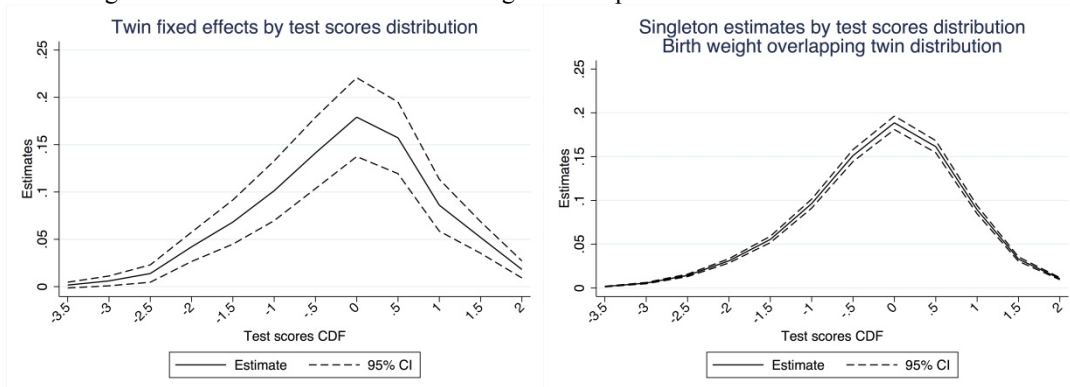 Twin fixed effects by test scores distribution
.25
.2
.15
.1
.05
0
Estimates
-3.5 -3 -2.5 -2 -1.5 -1 -.5 0 .5 1 1.5 2
Test scores CDF
Estimate 95% CI
Singleton estimates by test scores distribution
Birth weight overlapping twin distribution
.25
.2
.15
.1
.05
0
Estimates
-3.5 -3 -2.5 -2 -1.5 -1 -.5 0 .5 1 1.5 2
Test scores CDF
Estimate 95% CI